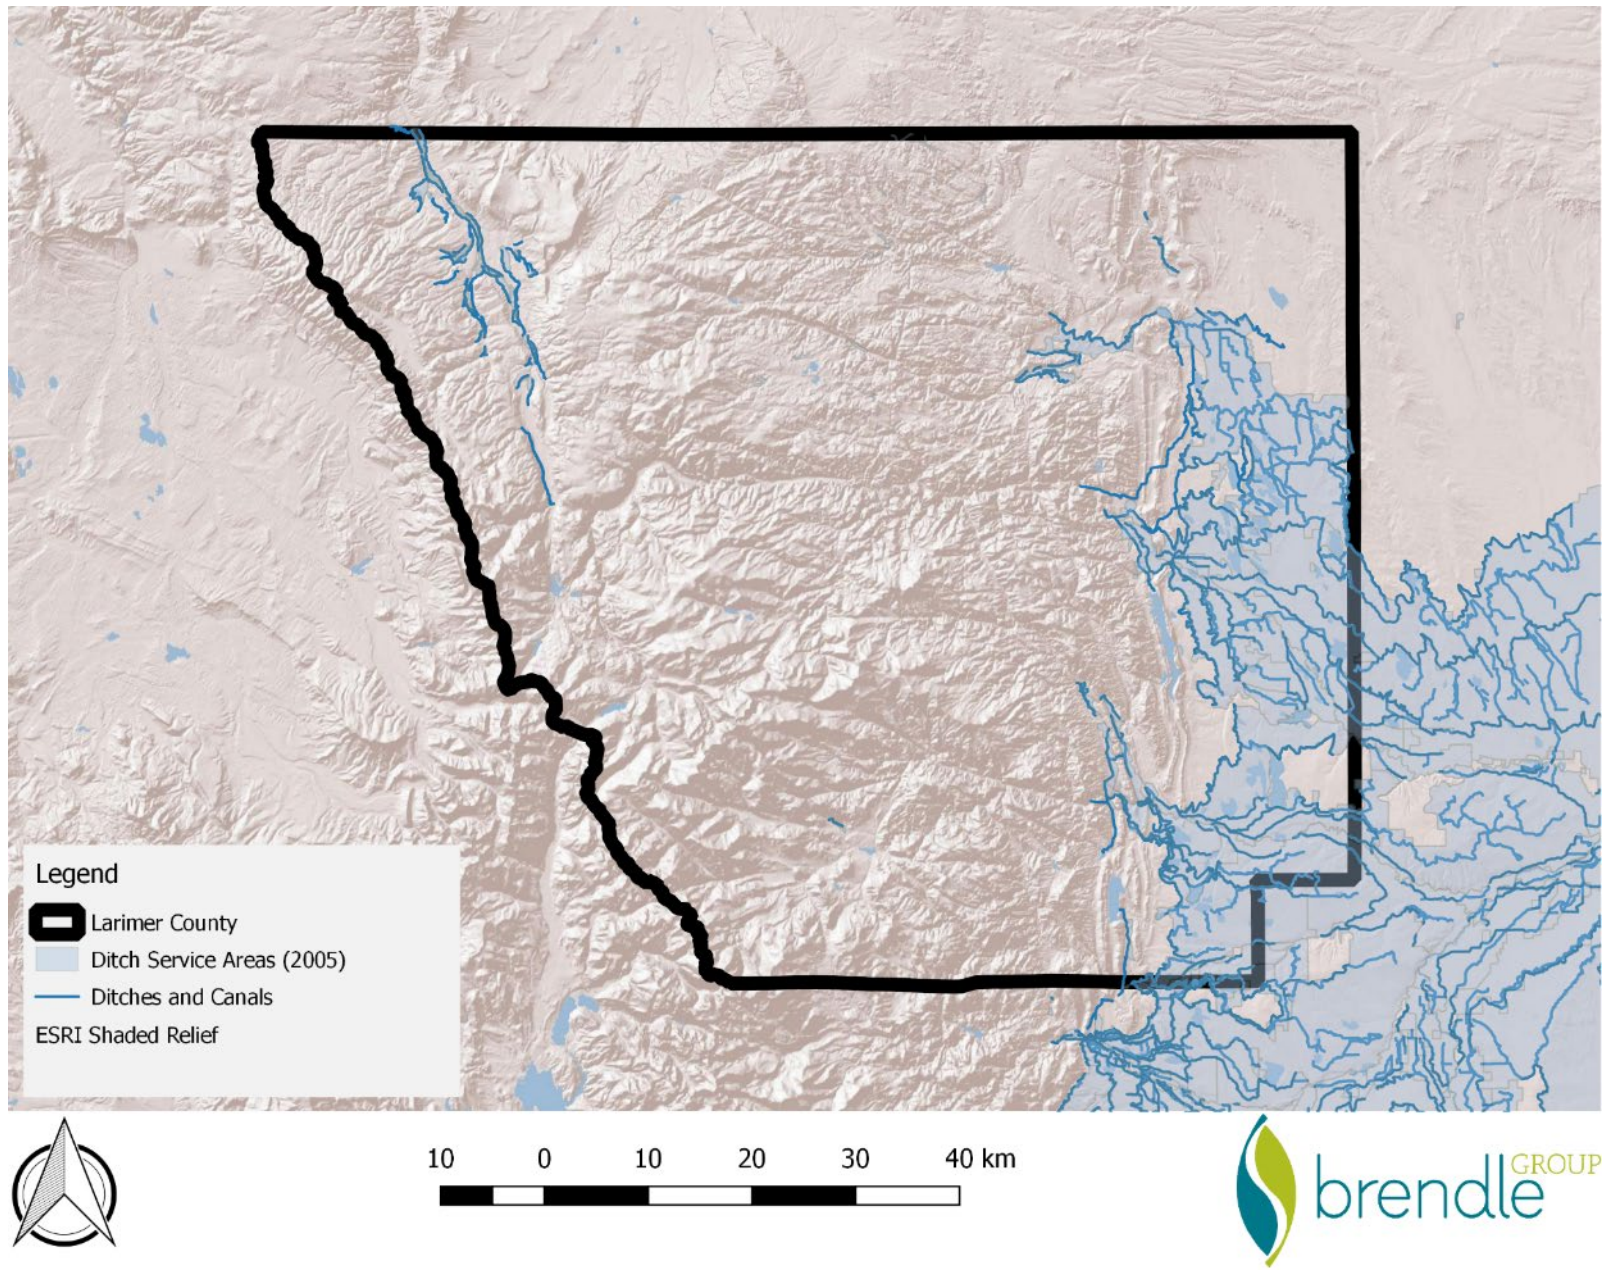 Legend
Larimer County
Ditch Service Areas (2005)
Ditches and Canals
ESRI Shaded Relief
10 0 10 20 30 40 km
brendle GROUP